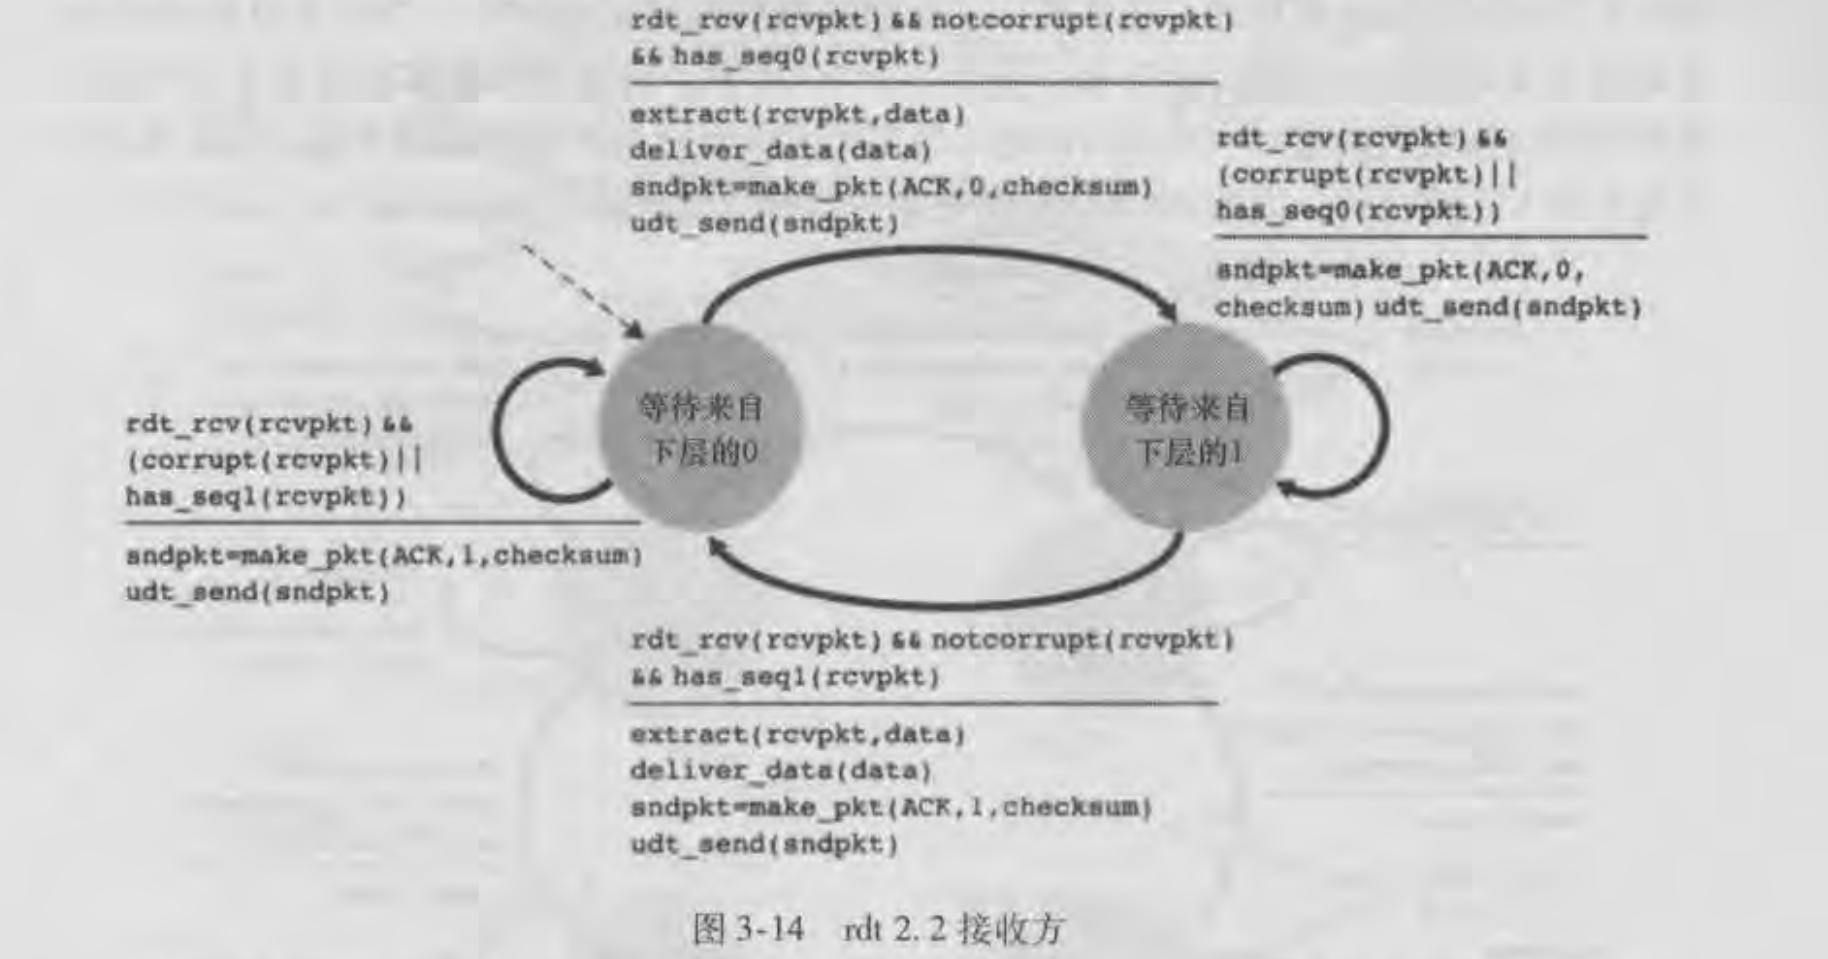 rdt_rcv(rcvpkt) && notcorrupt(rcvpkt)
&& has_seq0(rcvpkt)
extract(rcvpkt,data)
deliver_data(data)
sndpkt=make_pkt(ACK,0,checksum)
udt_send(sndpkt)
rdt_rcv(rcvpkt) &&
(corrupt(rcvpkt)||
has_seq0(rcvpkt))
sndpkt=make_pkt(ACK,0,
checksum) udt_send(sndpkt)
等待来自
下层的0
等待来自
下层的1
rdt_rcv(rcvpkt) &&
(corrupt(rcvpkt)||
has_seq1(rcvpkt))
sndpkt=make_pkt(ACK,1,checksum)
udt_send(sndpkt)
rdt_rcv(rcvpkt) && notcorrupt(rcvpkt)
&& has_seq1(rcvpkt)
extract(rcvpkt,data)
deliver_data(data)
sndpkt=make_pkt(ACK,1,checksum)
udt_send(sndpkt)
图 3-14 rdt 2.2 接收方